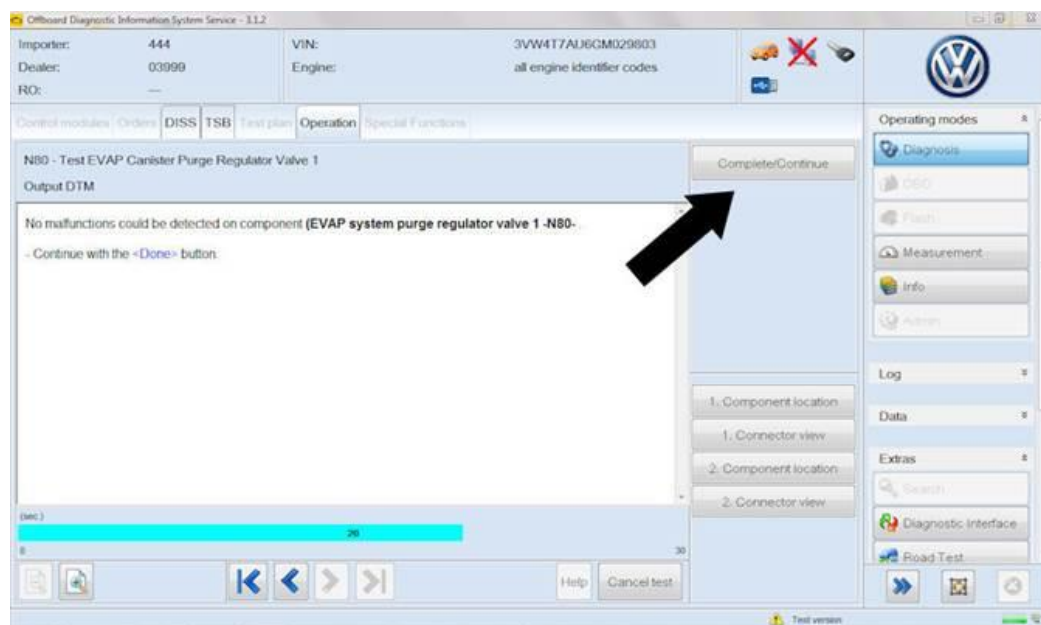 Offboard Diagnostic Information System Service - 3.1.2
Importer: 444
Dealer: 03999
RO: ---
VIN: 3VW4T7AU6GM029803
Engine: all engine identifier codes
Control modules Orders DISS TSB Test plan Operation Special Functions
N80 - Test EVAP Canister Purge Regulator Valve 1
Output DTM
No malfunctions could be detected on component (EVAP system purge regulator valve 1 -N80-
- Continue with the <Done> button.
(sec.)
20
0 30
Help Cancel test
Complete/Continue
1. Component location
1. Connector view
2. Component location
2. Connector view
Operating modes
Diagnosis
OBD
Flash
Measurement
Info
Admin
Log
Data
Extras
Search
Diagnostic Interface
Road Test
Test version